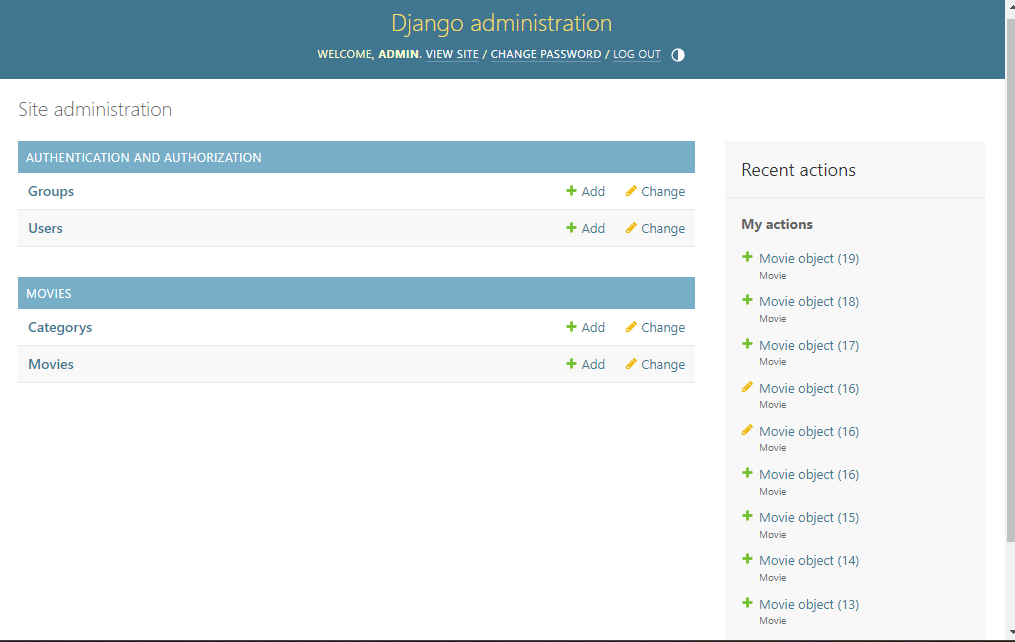 Django administration
WELCOME, ADMIN. VIEW SITE / CHANGE PASSWORD / LOG OUT
Site administration
AUTHENTICATION AND AUTHORIZATION
Groups Add Change
Users Add Change
MOVIES
Categorys Add Change
Movies Add Change
Recent actions
My actions
Movie object (19)
Movie
Movie object (18)
Movie
Movie object (17)
Movie
Movie object (16)
Movie
Movie object (16)
Movie
Movie object (16)
Movie
Movie object (15)
Movie
Movie object (14)
Movie
Movie object (13)
Movie